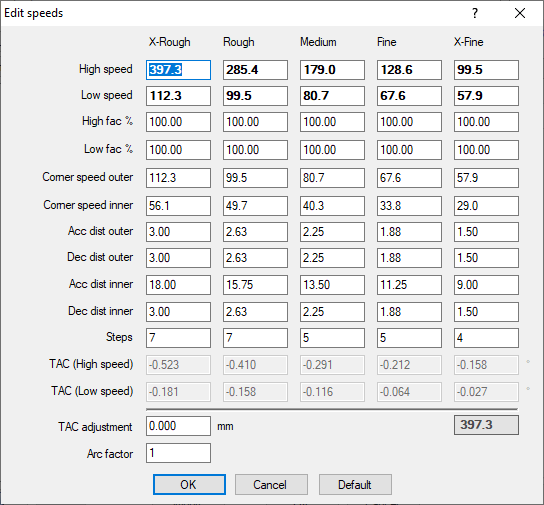 Edit speeds ?
X-Rough Rough Medium Fine X-Fine
High speed 397.3 285.4 179.0 128.6 99.5
Low speed 112.3 99.5 80.7 67.6 57.9
High fac % 100.00 100.00 100.00 100.00 100.00
Low fac % 100.00 100.00 100.00 100.00 100.00
Corner speed outer 112.3 99.5 80.7 67.6 57.9
Corner speed inner 56.1 49.7 40.3 33.8 29.0
Acc dist outer 3.00 2.63 2.25 1.88 1.50
Dec dist outer 3.00 2.63 2.25 1.88 1.50
Acc dist inner 18.00 15.75 13.50 11.25 9.00
Dec dist inner 3.00 2.63 2.25 1.88 1.50
Steps 7 7 5 5 4
TAC (High speed) -0.523 -0.410 -0.291 -0.212 -0.158 °
TAC (Low speed) -0.181 -0.158 -0.116 -0.064 -0.027 °
TAC adjustment 0.000 mm 397.3
Arc factor 1
OK Cancel Default